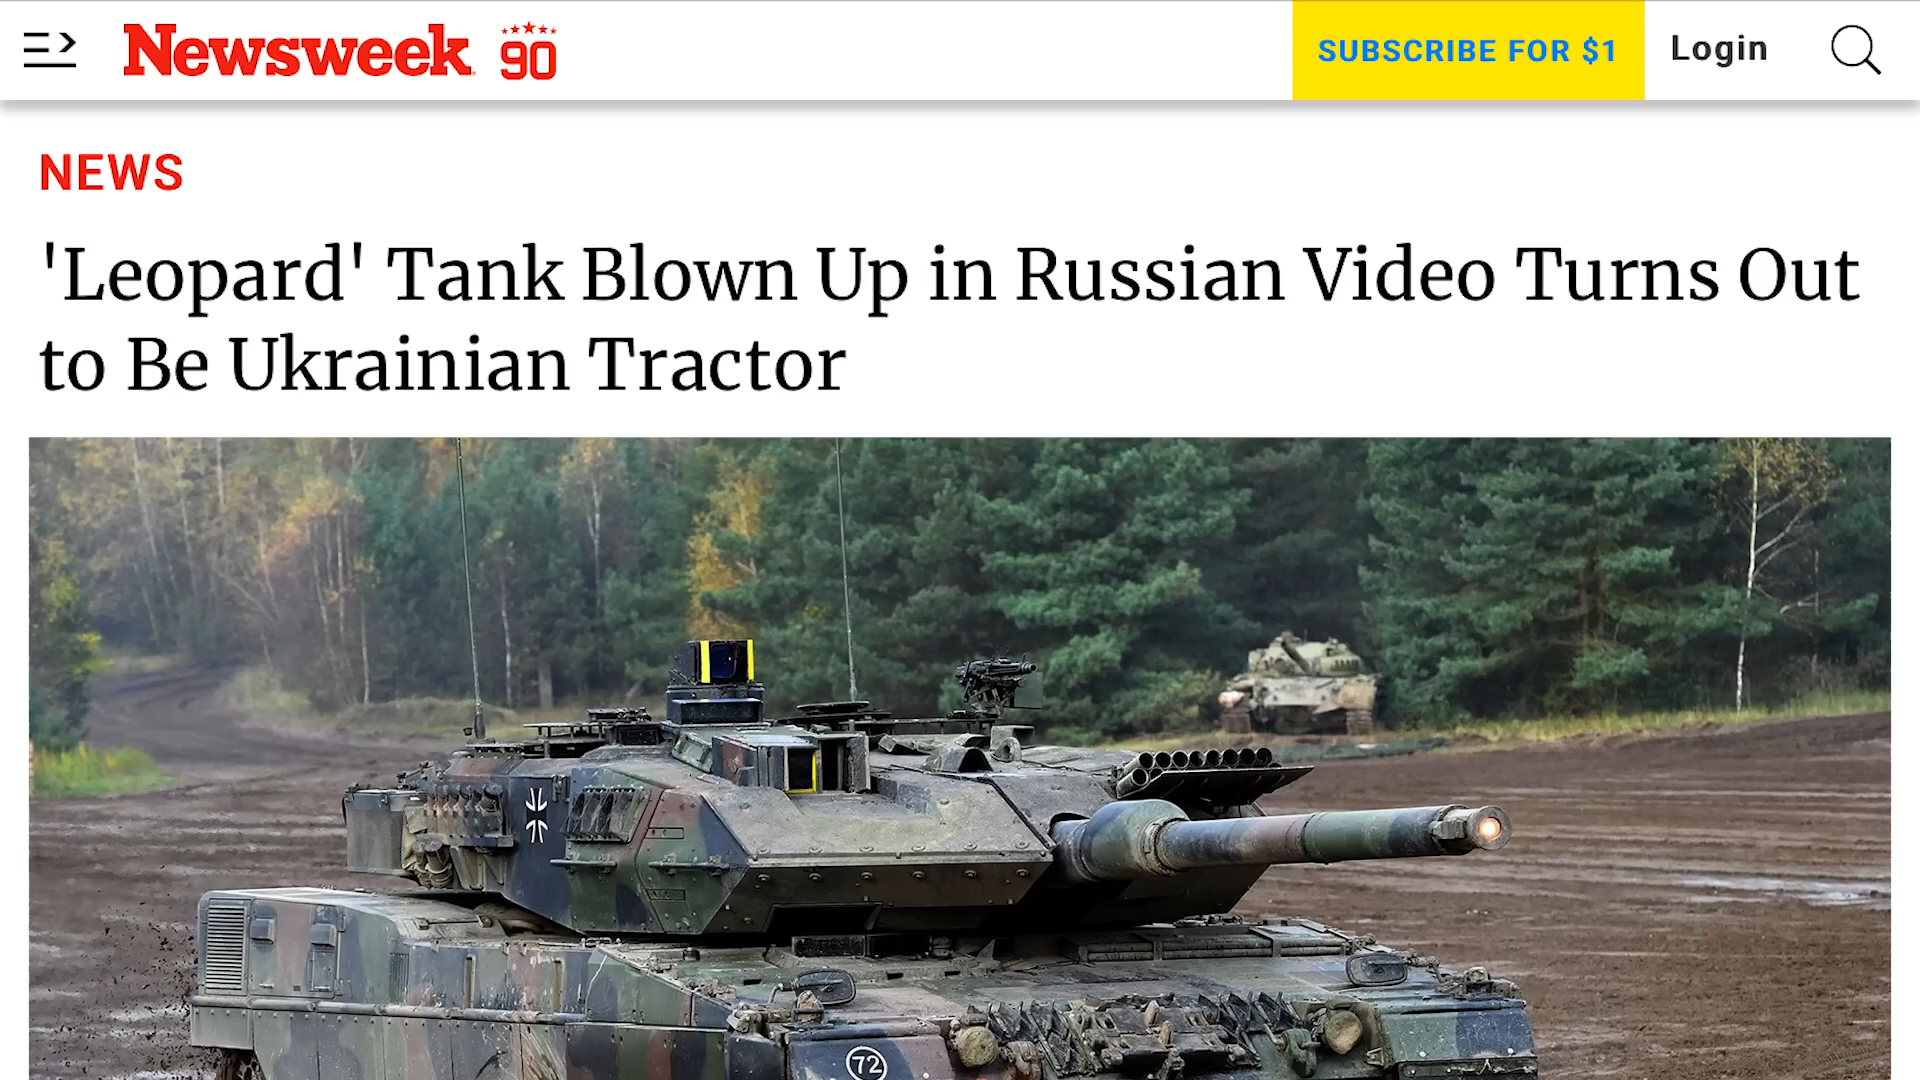 Newsweek 90
SUBSCRIBE FOR $1
Login
NEWS
'Leopard' Tank Blown Up in Russian Video Turns Out
to Be Ukrainian Tractor
72